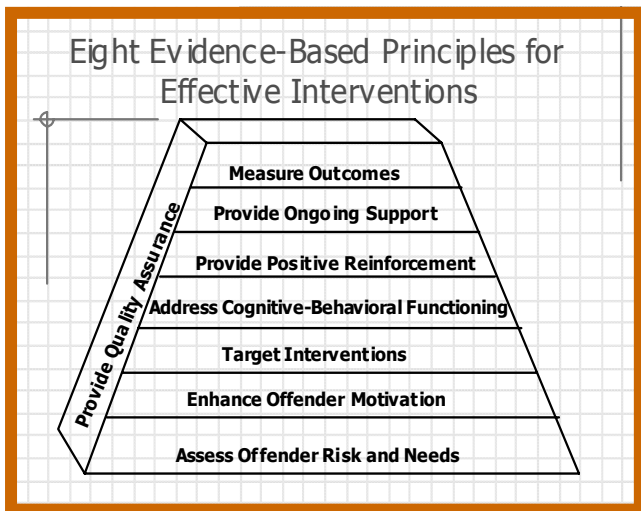 Eight Evidence-Based Principles for
Effective Interventions
Measure Outcomes
Provide Ongoing Support
Provide Positive Reinforcement
Address Cognitive-Behavioral Functioning
Target Interventions
Enhance Offender Motivation
Assess Offender Risk and Needs
Provide Quality Assurance